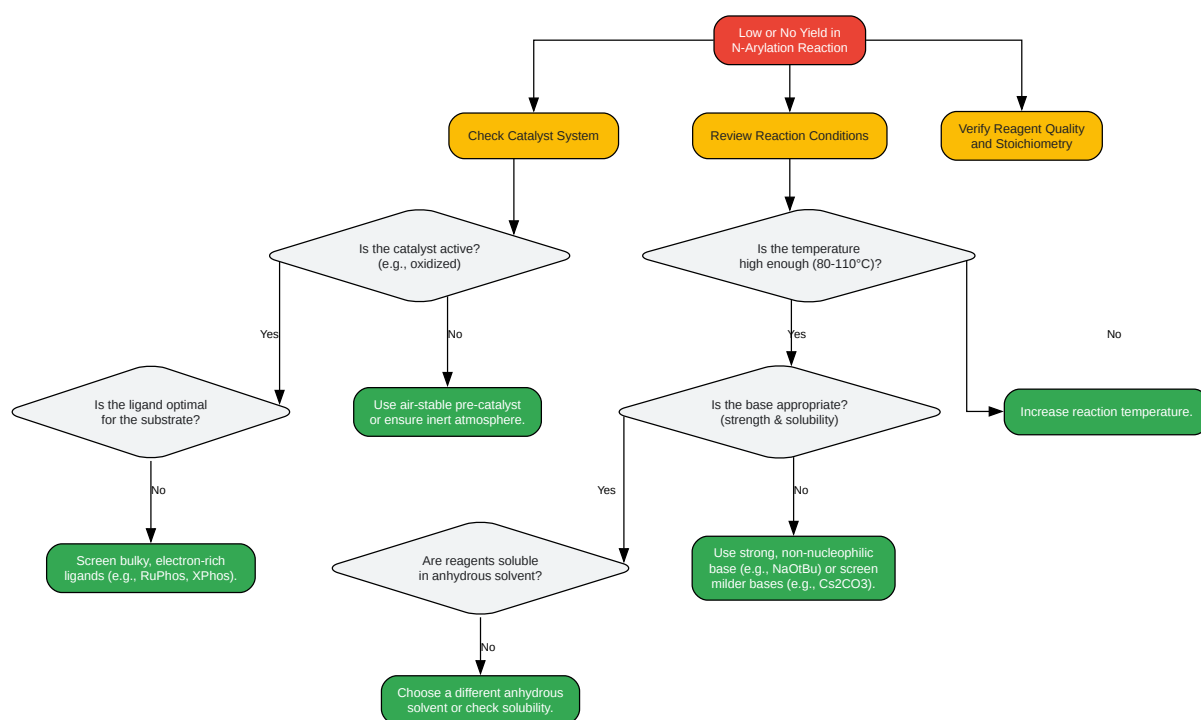 Low or No Yield in
N-Arylation Reaction
Check Catalyst System
Review Reaction Conditions
Verify Reagent Quality
and Stoichiometry
Is the catalyst active?
(e.g., oxidized)
Is the temperature
high enough (80-110°C)?
Yes
No
Yes
No
Is the ligand optimal
for the substrate?
Use air-stable pre-catalyst
or ensure inert atmosphere.
Is the base appropriate?
(strength & solubility)
Increase reaction temperature.
No
Yes
No
Screen bulky, electron-rich
ligands (e.g., RuPhos, XPhos).
Are reagents soluble
in anhydrous solvent?
Use strong, non-nucleophilic
base (e.g., NaOtBu) or screen
milder bases (e.g., Cs2CO3).
No
Choose a different anhydrous
solvent or check solubility.